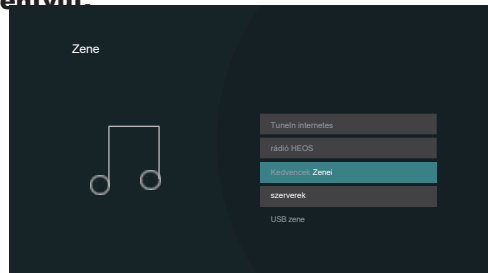 Zene
TuneIn internetes
rádió HEOS
Kedvencek Zenei
szerverek
USB zene